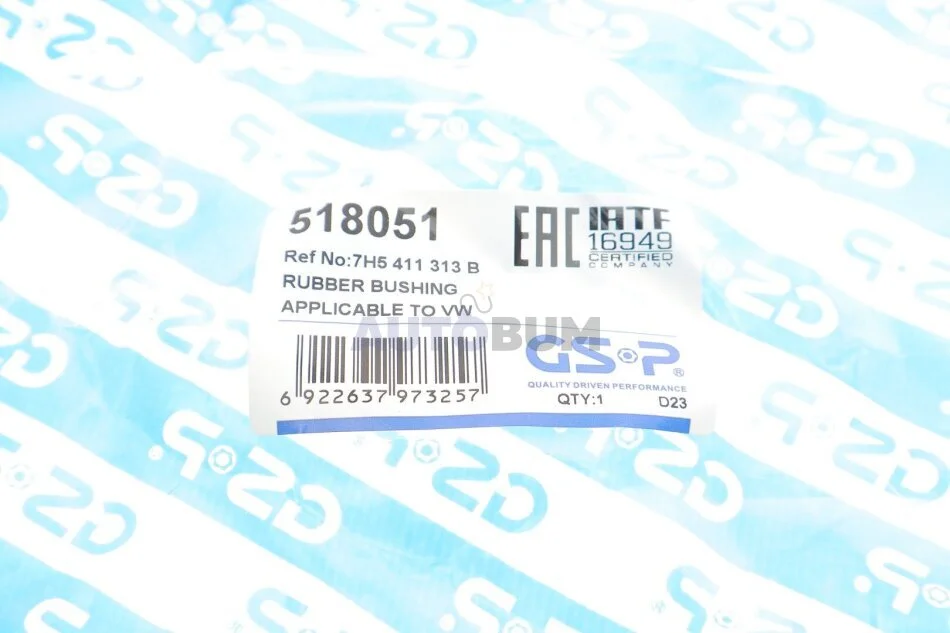 518051
EAC
IATF
16949
CERTIFIED
COMPANY
Ref No:7H5 411 313 B
RUBBER BUSHING
APPLICABLE TO VW
AUTOBUM
6 922637 973257
GSP®
QUALITY DRIVEN PERFORMANCE
QTY:1
D23